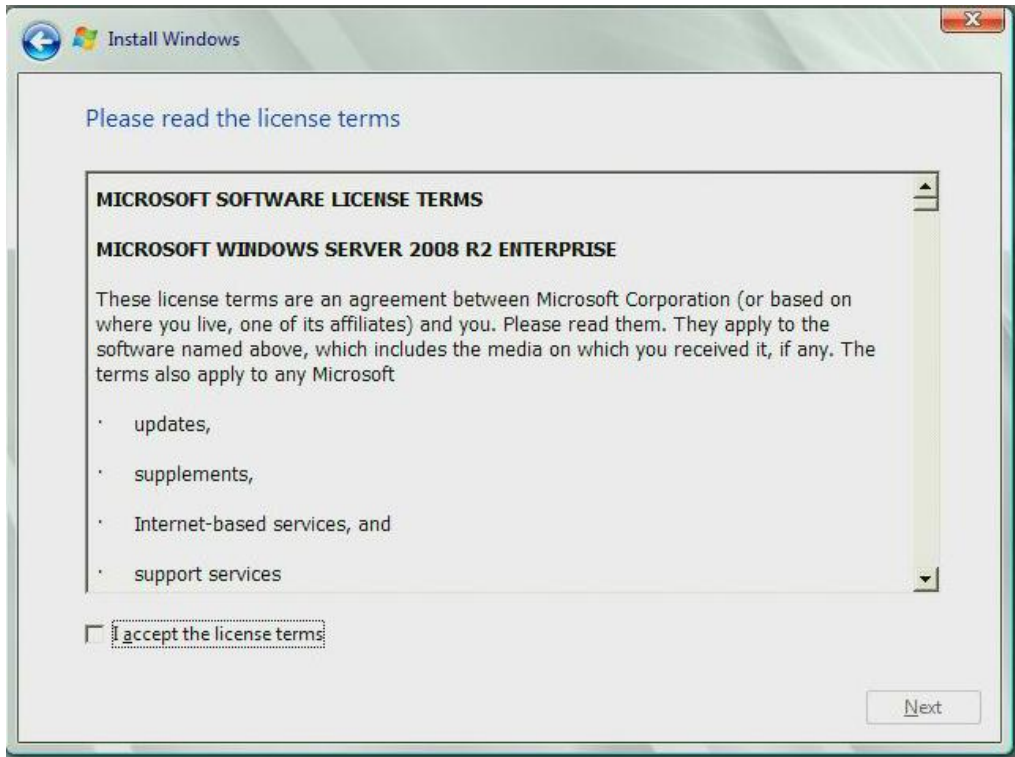 Install Windows
Please read the license terms
MICROSOFT SOFTWARE LICENSE TERMS
MICROSOFT WINDOWS SERVER 2008 R2 ENTERPRISE
These license terms are an agreement between Microsoft Corporation (or based on
where you live, one of its affiliates) and you. Please read them. They apply to the
software named above, which includes the media on which you received it, if any. The
terms also apply to any Microsoft
· updates,
· supplements,
· Internet-based services, and
· support services
I accept the license terms
Next